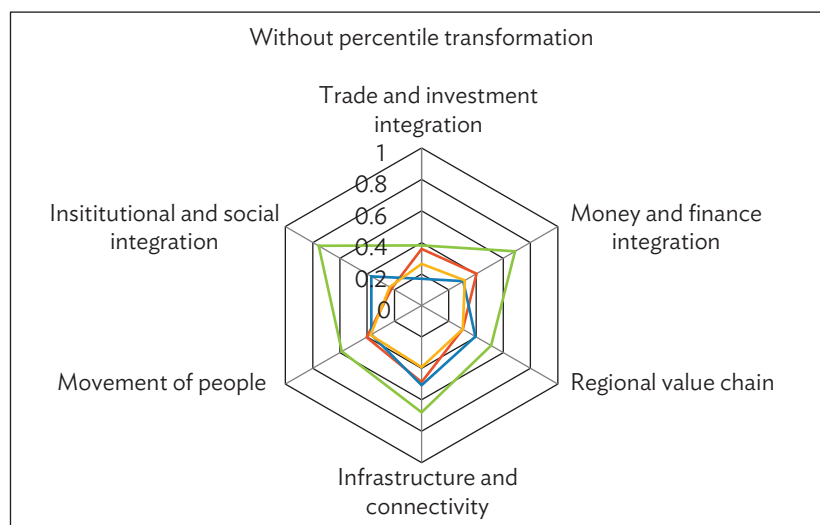 Without percentile transformation
Trade and investment
integration
1
0.8
0.6
0.4
0.2
0
Insititutional and social
integration
Money and finance
integration
Movement of people
Regional value chain
Infrastructure and
connectivity